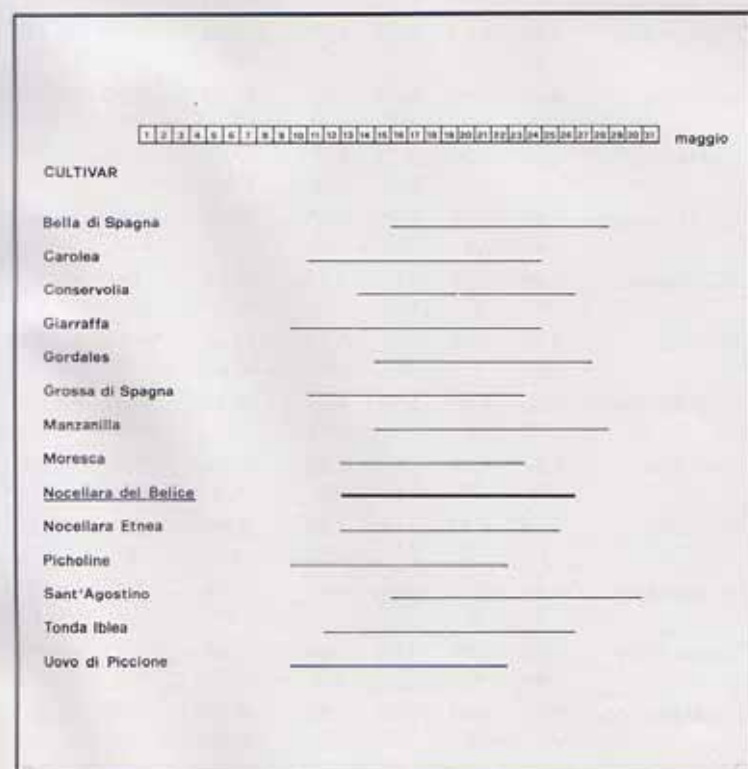 1 2 3 4 5 6 7 8 9 10 11 12 13 14 15 16 17 18 19 20 21 22 23 24 25 26 27 28 29 30 31 maggio
CULTIVAR
Bella di Spagna
Carolea
Conservolia
Giarraffa
Gordales
Grossa di Spagna
Manzanilla
Moresca
Nocellara del Belice
Nocellara Etnea
Picholine
Sant'Agostino
Tonda Iblea
Uovo di Piccione